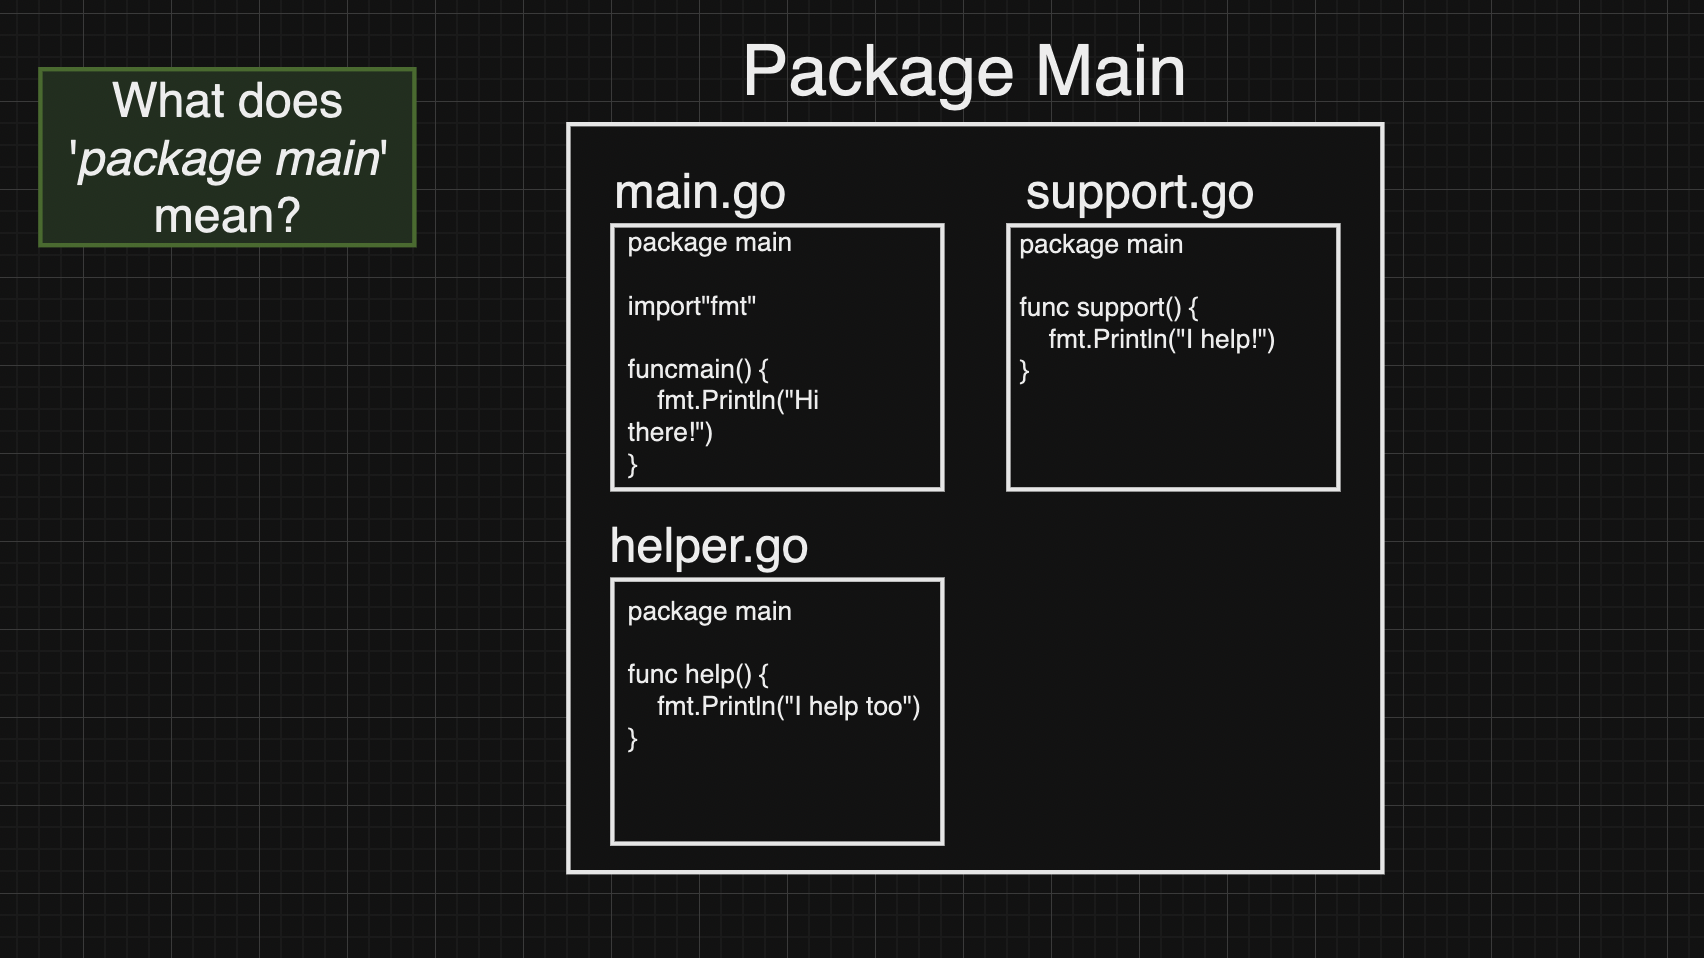 What does
'package main'
mean?
Package Main
main.go
package main
import"fmt"
funcmain() {
fmt.Println("Hi
there!")
}
support.go
package main
func support() {
fmt.Println("I help!")
}
helper.go
package main
func help() {
fmt.Println("I help too")
}